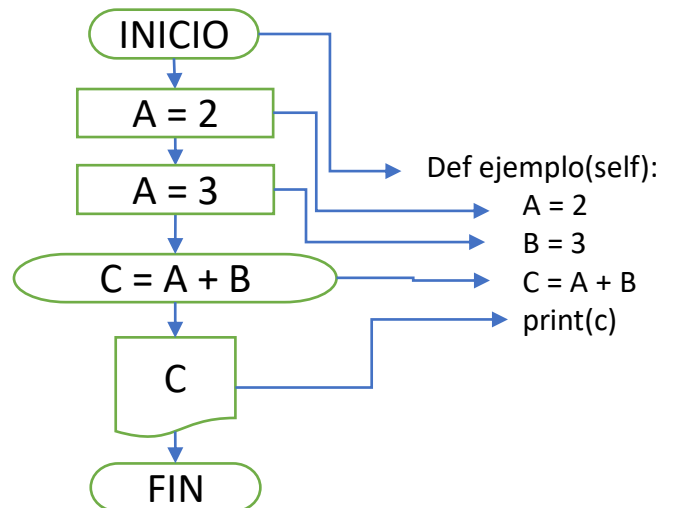 INICIO
A = 2
A = 3
C = A + B
C
FIN
Def ejemplo(self):
A = 2
B = 3
C = A + B
print(c)